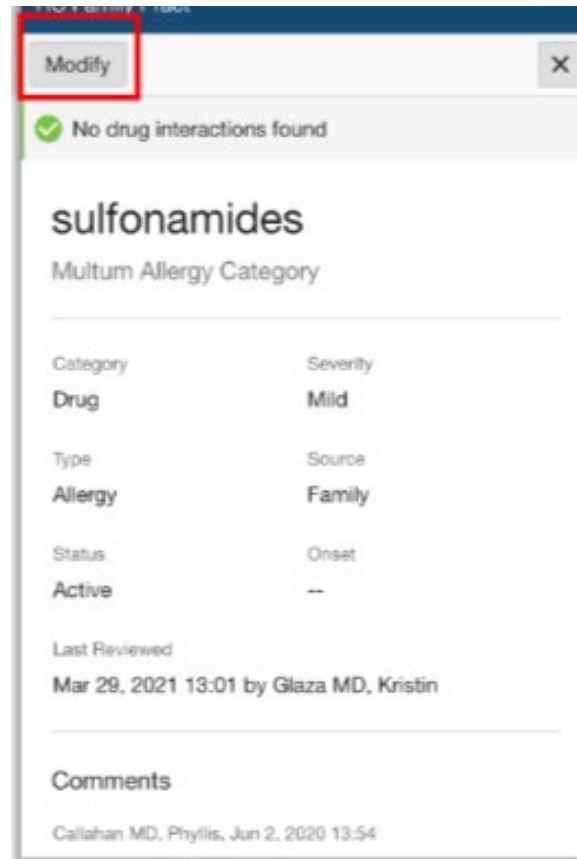 Modify ×
No drug interactions found
sulfonamides
Multum Allergy Category
Category Severity
Drug Mild
Type Source
Allergy Family
Status Onset
Active --
Last Reviewed
Mar 29, 2021 13:01 by Glaza MD, Kristin
Comments
Callahan MD, Phyllis, Jun 2, 2020 13:54